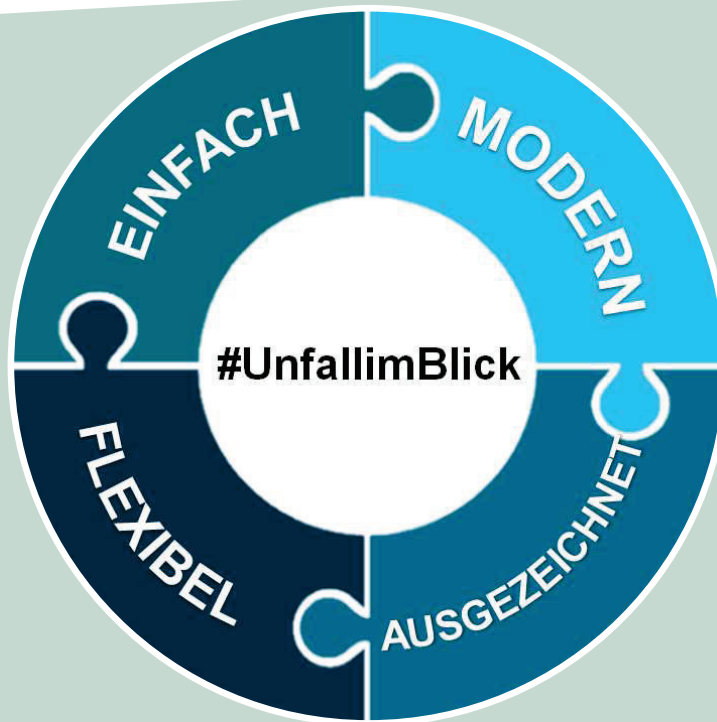 EINFACH
MODERN
#UnfallimBlick
FLEXIBEL
AUSGEZEICHNET